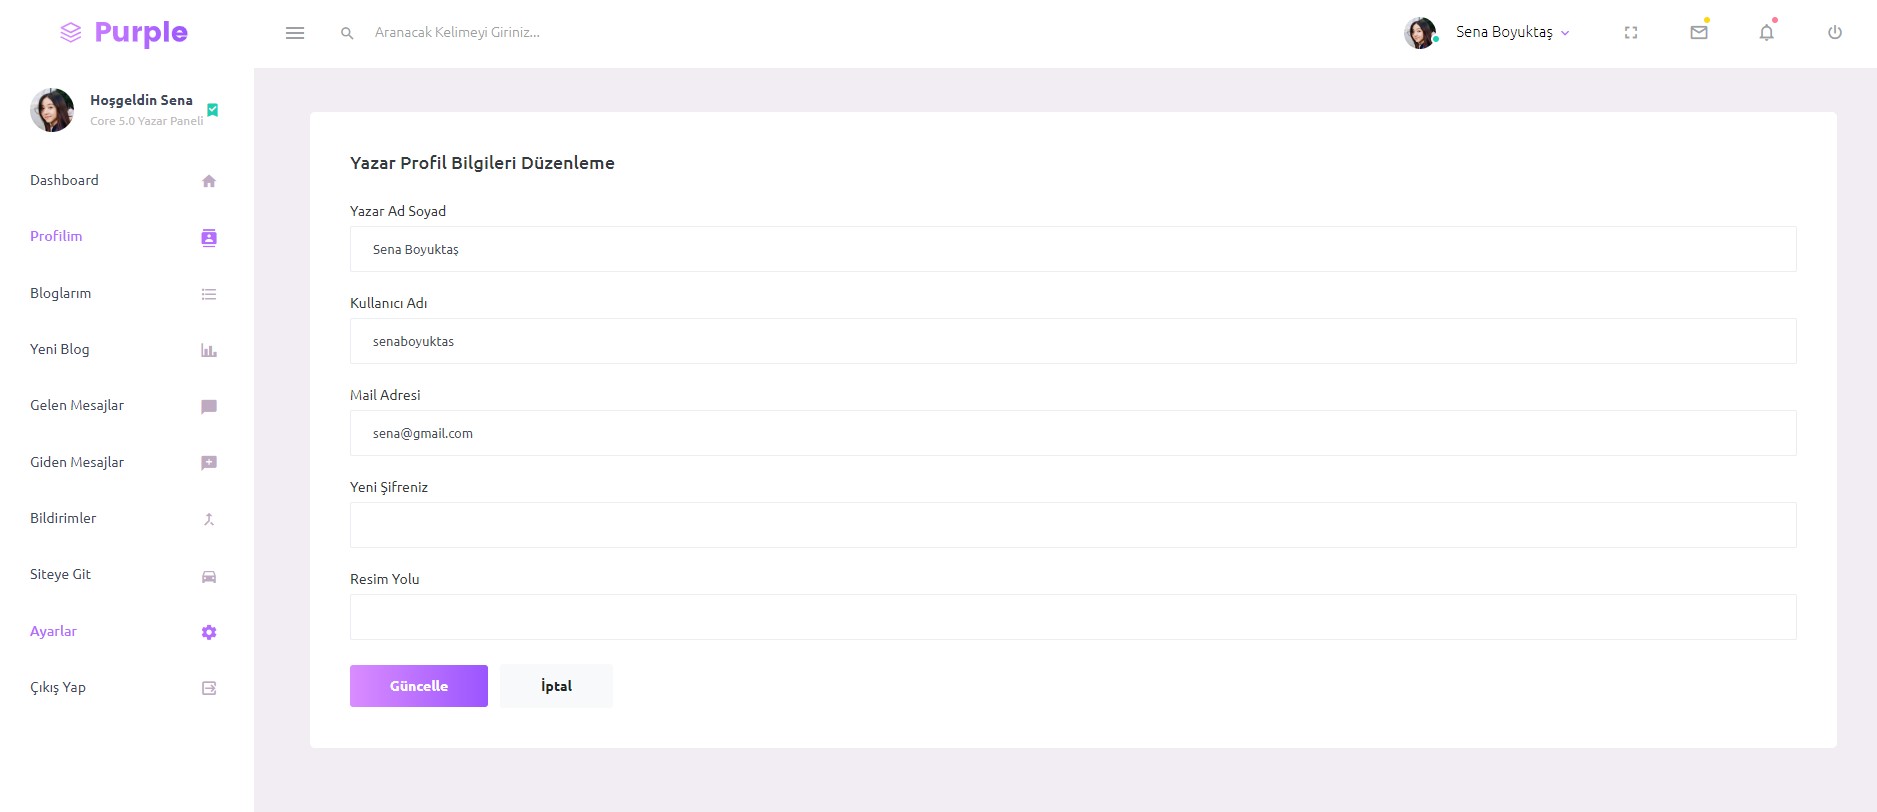 Purple
Aranacak Kelimeyi Giriniz...
Sena Boyuktaş
Hoşgeldin Sena
Core 5.0 Yazar Paneli
Dashboard
Profilim
Bloglarım
Yeni Blog
Gelen Mesajlar
Giden Mesajlar
Bildirimler
Siteye Git
Ayarlar
Çıkış Yap
Yazar Profil Bilgileri Düzenleme
Yazar Ad Soyad
Sena Boyuktaş
Kullanıcı Adı
senaboyuktas
Mail Adresi
sena@gmail.com
Yeni Şifreniz
Resim Yolu
Güncelle
İptal